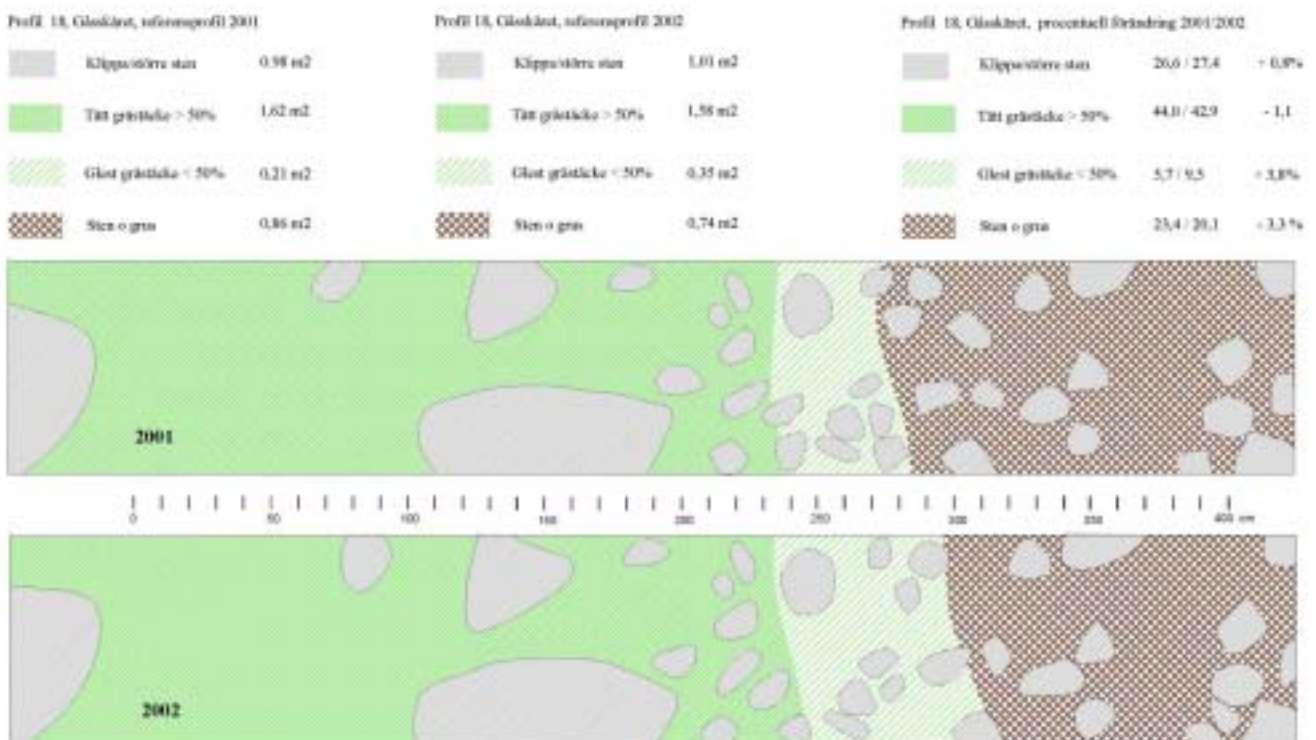 Profil 18, Gåsskäret, referensprofil 2001
Klippa/större sten 0,98 m2
Tätt grästäcke > 50% 1,62 m2
Glest grästäcke < 50% 0,21 m2
Sten o grus 0,86 m2
Profil 18, Gåsskäret, referensprofil 2002
Klippa/större sten 1,01 m2
Tätt grästäcke > 50% 1,58 m2
Glest grästäcke < 50% 0,35 m2
Sten o grus 0,74 m2
Profil 18, Gåsskäret, procentuell förändring 2001/2002
Klippa/större sten 26,6 / 27,4 + 0,8%
Tätt grästäcke > 50% 44,0 / 42,9 - 1,1
Glest grästäcke < 50% 5,7 / 9,5 + 3,8%
Sten o grus 23,4 / 20,1 - 3,3 %
2001
0 50 100 150 200 250 300 350 400 cm
2002